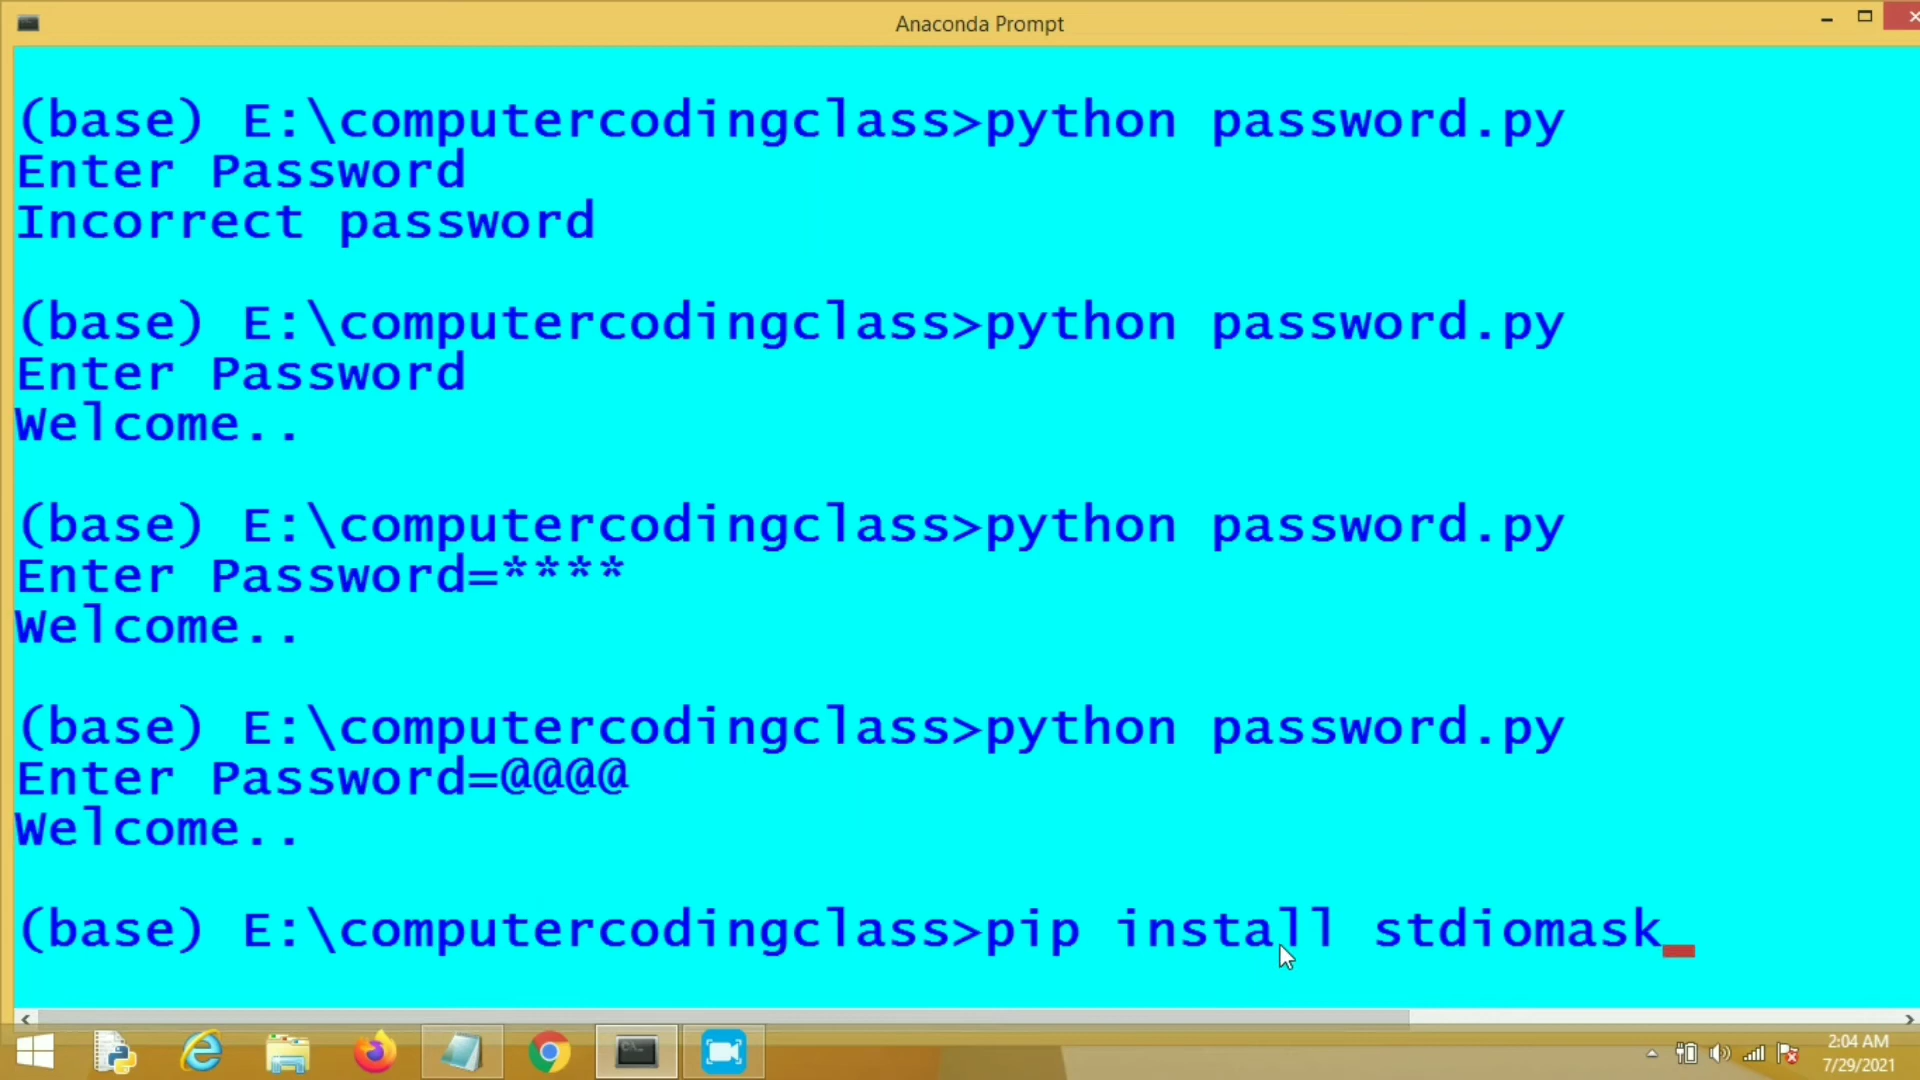 Anaconda Prompt
(base) E:\computercodingclass>python password.py
Enter Password
Incorrect password
(base) E:\computercodingclass>python password.py
Enter Password
Welcome..
(base) E:\computercodingclass>python password.py
Enter Password=****
Welcome..
(base) E:\computercodingclass>python password.py
Enter Password=@@@@
Welcome..
(base) E:\computercodingclass>pip install stdiomask_
2:04 AM
7/29/2021